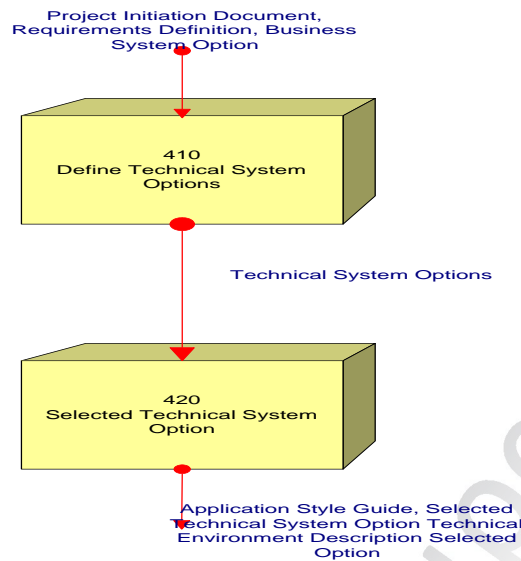 Project Initiation Document,
Requirements Definition, Business
System Option
410
Define Technical System
Options
Technical System Options
420
Selected Technical System
Option
Application Style Guide, Selected
Technical System Option Technical
Environment Description Selected
Option